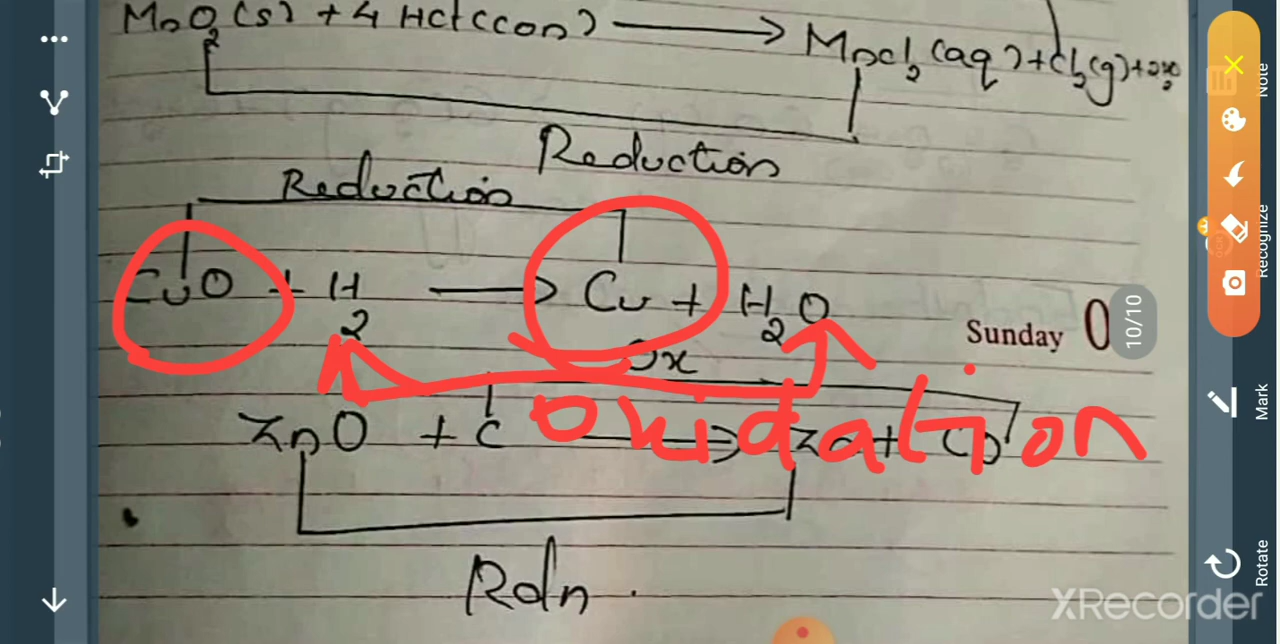 MnO2(s) + 4 HCl (con) → MnCl2 (aq) + Cl2(g) + 2H2O
Reduction
Reduction
CuO + H2 → Cu + H2O
Sunday 0
10/10
Ox
ZnO + C → Zn + CO
oxidation
Rdn.
Note
Recognize
Mark
Rotate
XRecorder